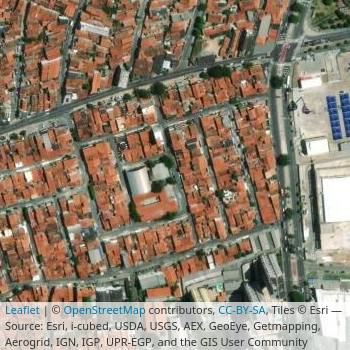 Leaflet | © OpenStreetMap contributors, CC-BY-SA, Tiles © Esri —
Source: Esri, i-cubed, USDA, USGS, AEX, GeoEye, Getmapping,
Aerogrid, IGN, IGP, UPR-EGP, and the GIS User Community